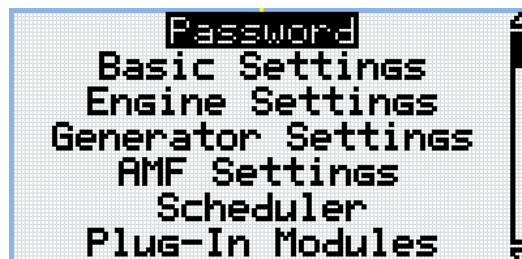 Password
Basic Settings
Engine Settings
Generator Settings
AMF Settings
Scheduler
Plug-In Modules